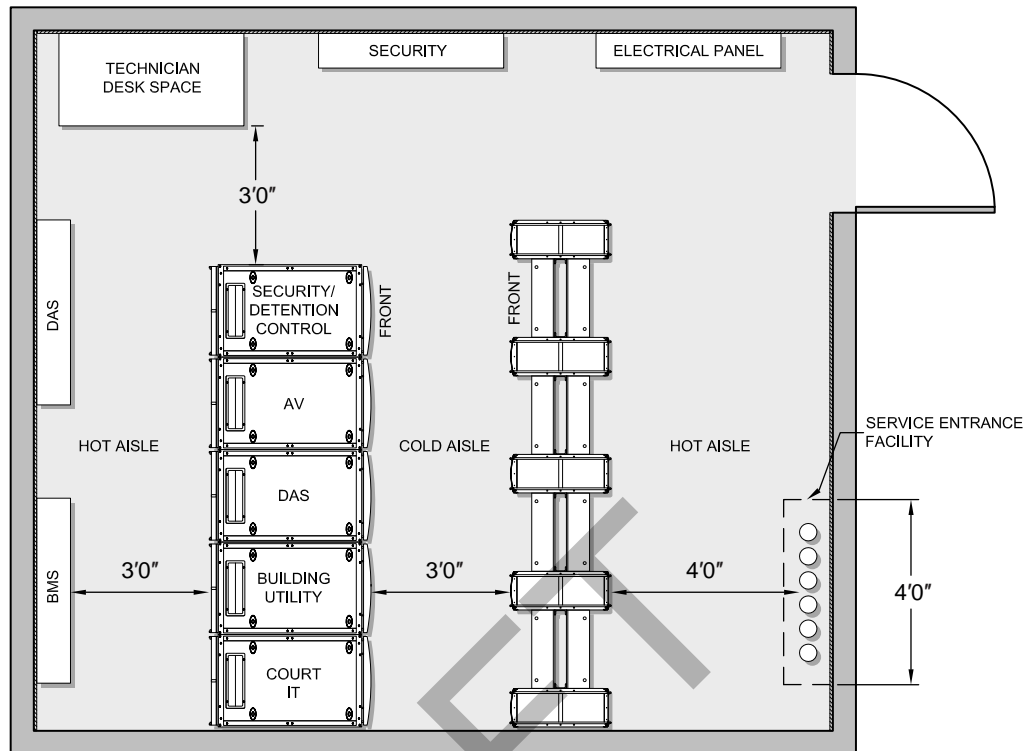 TECHNICIAN
DESK SPACE
SECURITY
ELECTRICAL PANEL
3'0"
DAS
SECURITY/
DETENTION
CONTROL
FRONT
FRONT
AV
HOT AISLE
COLD AISLE
HOT AISLE
SERVICE ENTRANCE
FACILITY
DAS
BMS
3'0"
BUILDING
UTILITY
3'0"
4'0"
4'0"
COURT
IT
CT